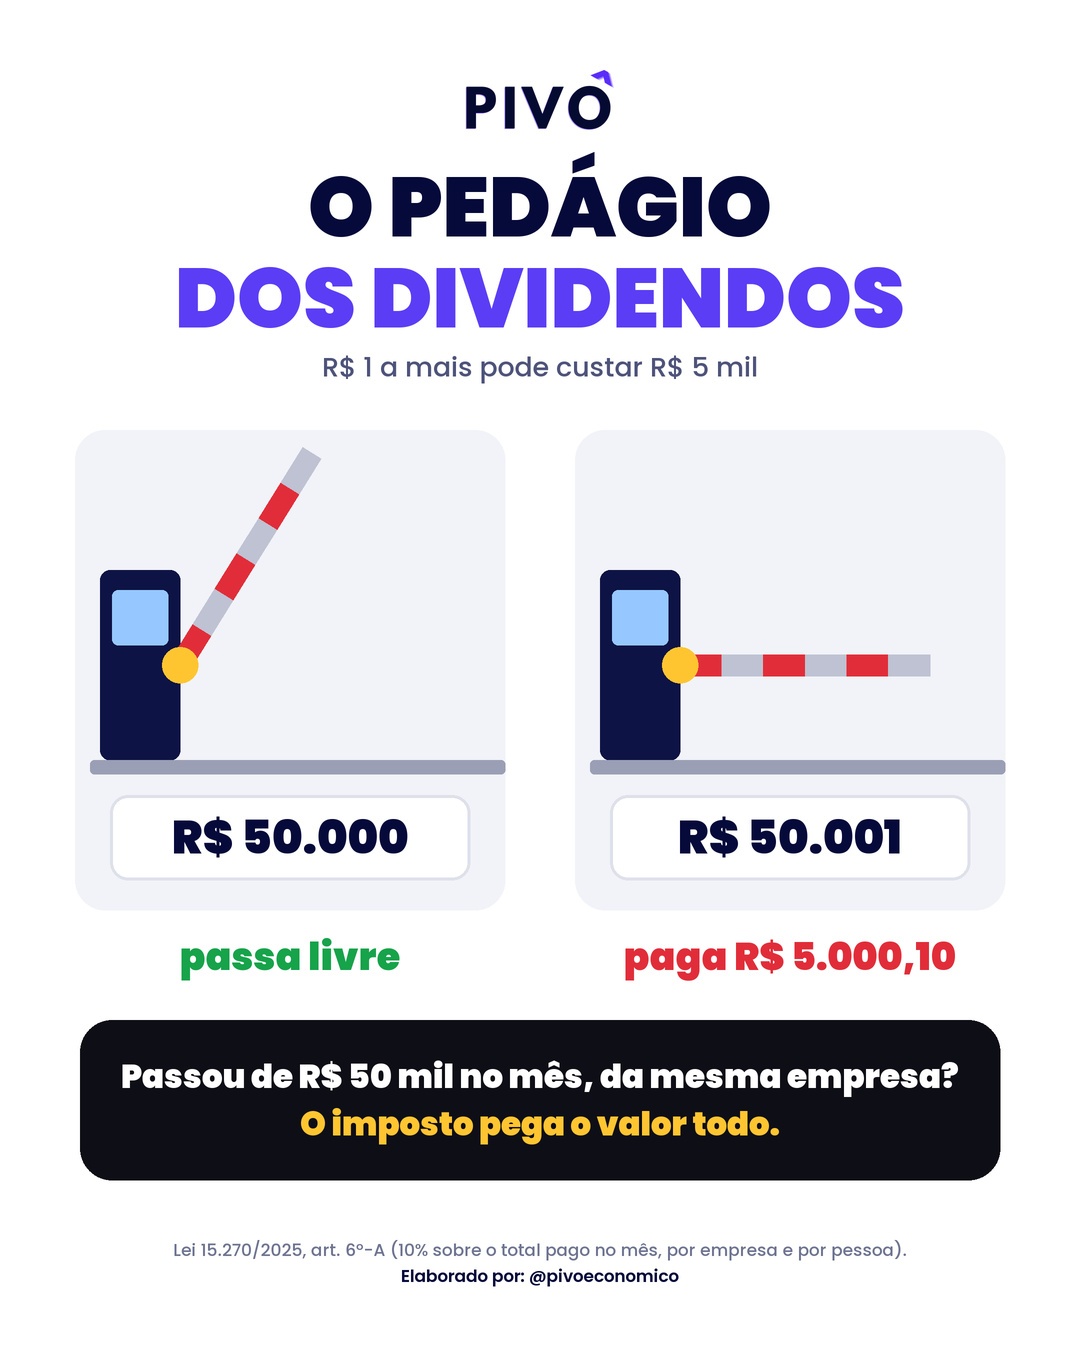 PIVÔ
O PEDÁGIO
DOS DIVIDENDOS
R$ 1 a mais pode custar R$ 5 mil
R$ 50.000
passa livre
R$ 50.001
paga R$ 5.000,10
Passou de R$ 50 mil no mês, da mesma empresa?
O imposto pega o valor todo.
Lei 15.270/2025, art. 6º-A (10% sobre o total pago no mês, por empresa e por pessoa).
Elaborado por: @pivoeconomico